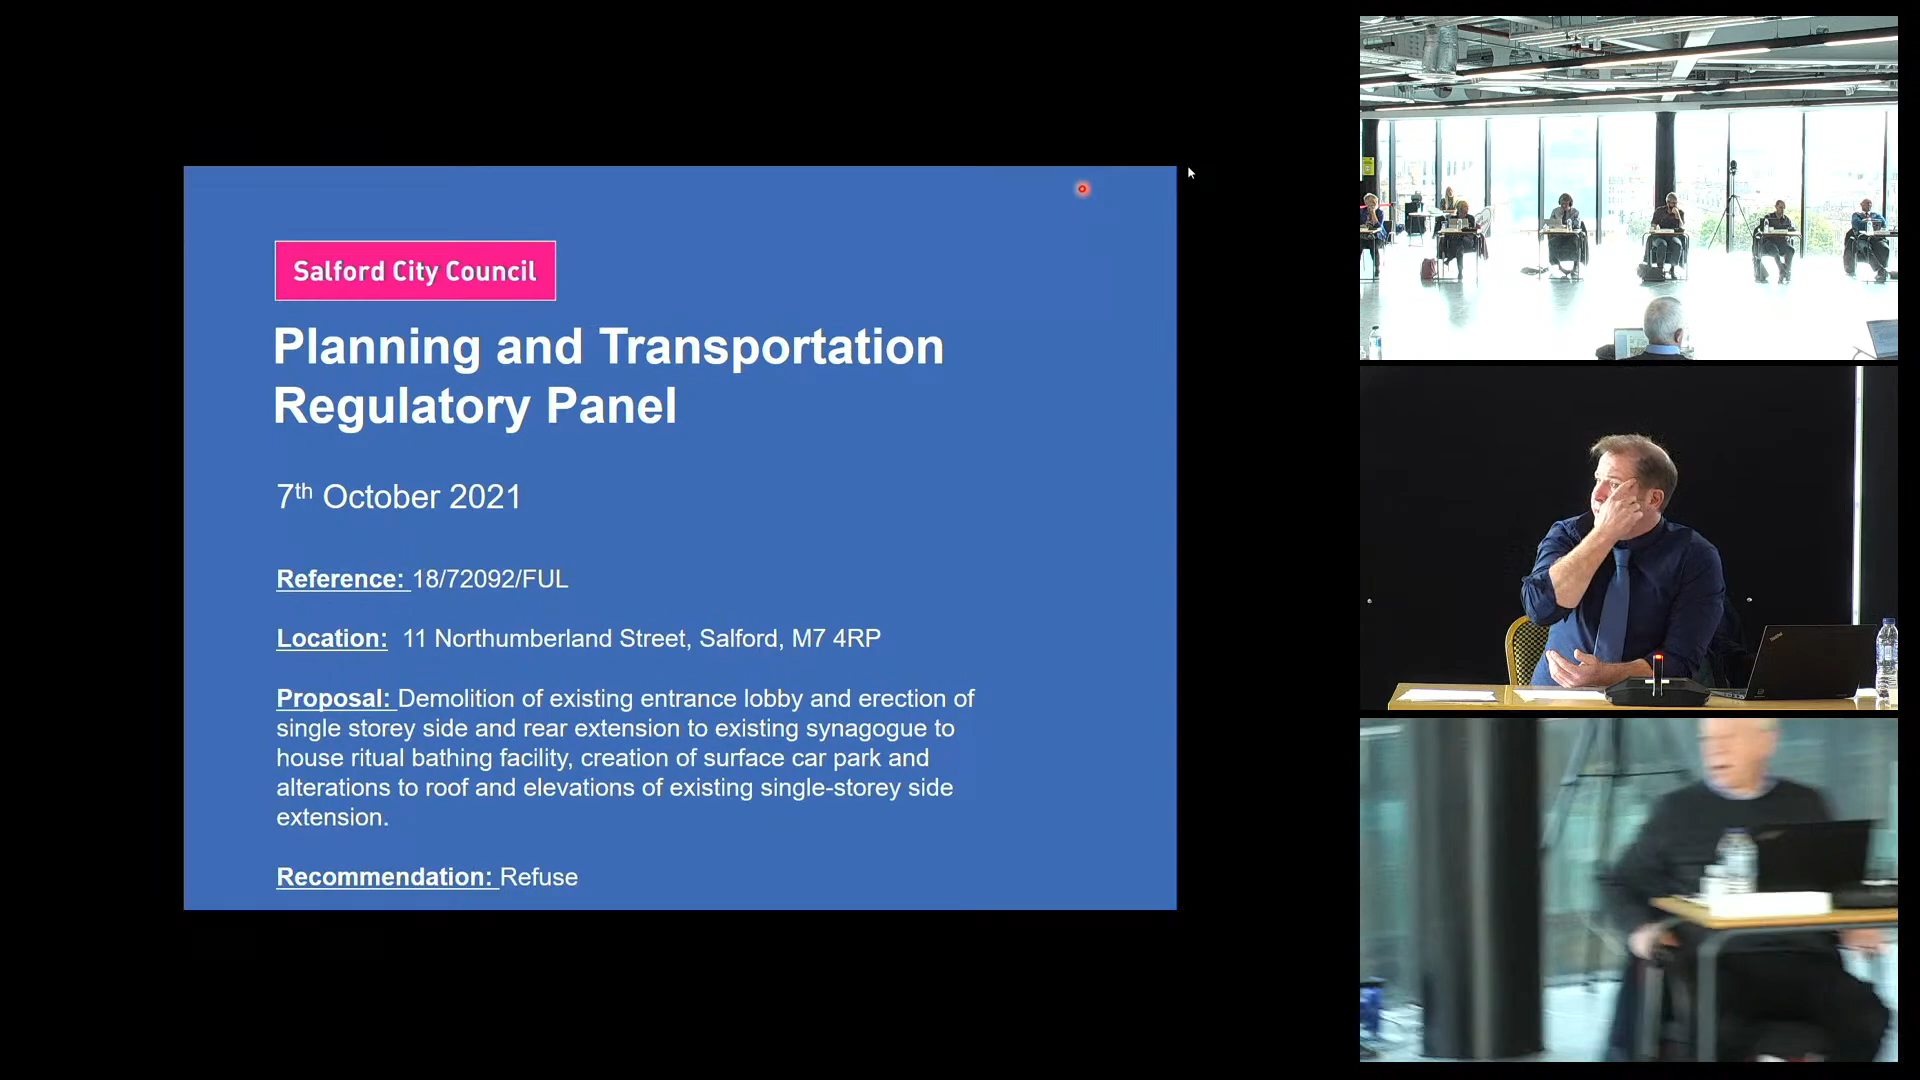 Salford City Council
Planning and Transportation
Regulatory Panel
7th October 2021
Reference: 18/72092/FUL
Location: 11 Northumberland Street, Salford, M7 4RP
Proposal: Demolition of existing entrance lobby and erection of
single storey side and rear extension to existing synagogue to
house ritual bathing facility, creation of surface car park and
alterations to roof and elevations of existing single-storey side
extension.
Recommendation: Refuse